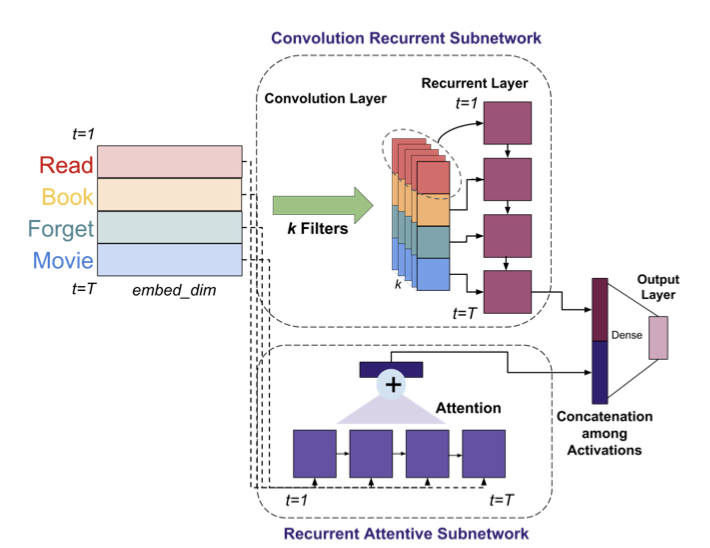 Convolution Recurrent Subnetwork
Recurrent Layer
Convolution Layer
t=1
t=1
Read
Book
Forget
Movie
t=T
embed_dim
k Filters
k
t=T
Output
Layer
Dense
Concatenation
among
Activations
+
Attention
t=1
t=T
Recurrent Attentive Subnetwork